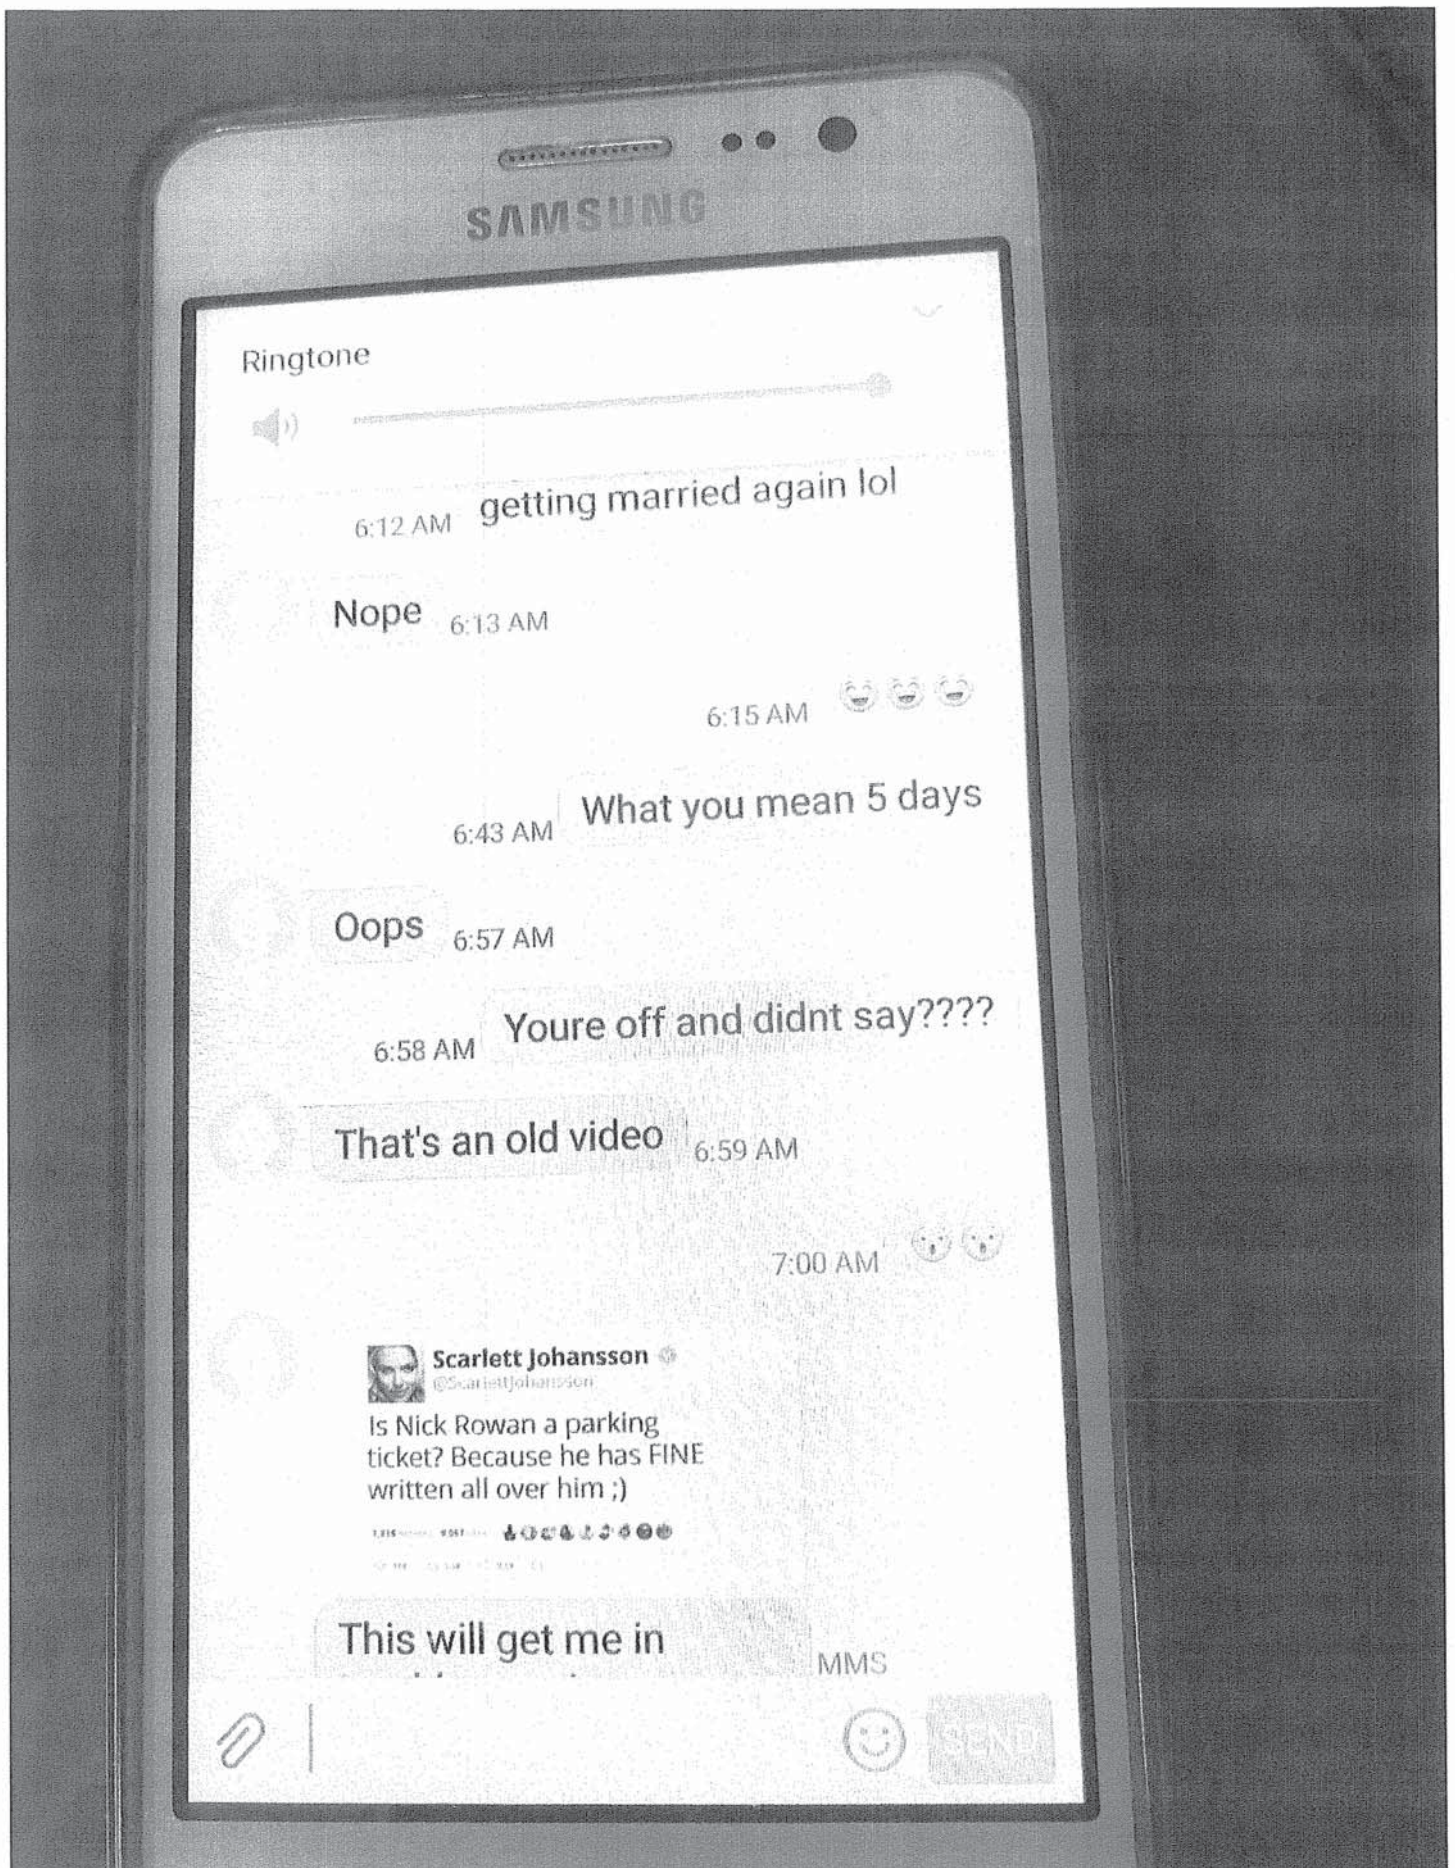 SAMSUNG
Ringtone
6:12 AM getting married again lol
Nope 6:13 AM
6:15 AM
6:43 AM What you mean 5 days
Oops 6:57 AM
6:58 AM Youre off and didnt say????
That's an old video 6:59 AM
7:00 AM
Scarlett Johansson
@ScarlettJohansson
Is Nick Rowan a parking
ticket? Because he has FINE
written all over him ;)
This will get me in
MMS
SEND